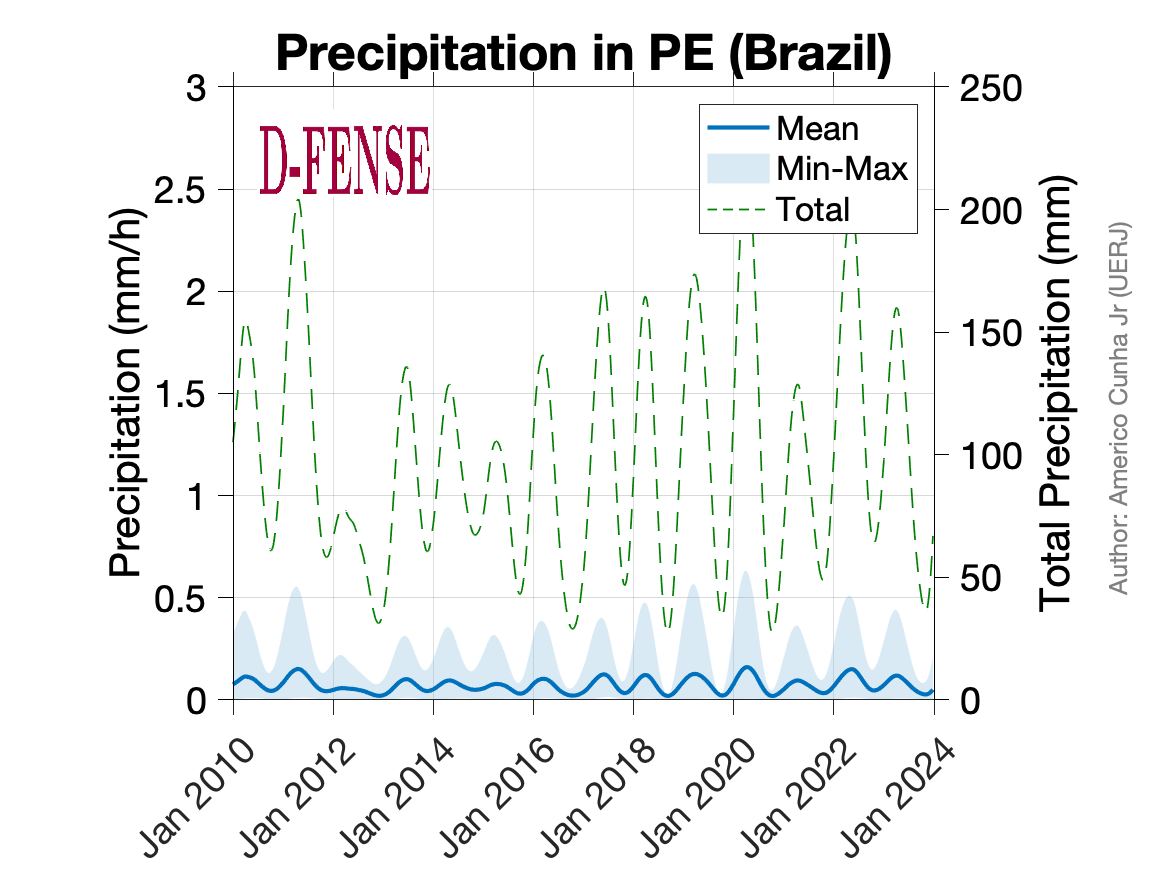 Precipitation in PE (Brazil)
D-FENSE
Mean
Min-Max
Total
Precipitation (mm/h)
3
2.5
2
1.5
1
0.5
0
250
200
150
100
50
0
Total Precipitation (mm)
Author: Americo Cunha Jr (UERJ)
Jan 2010
Jan 2012
Jan 2014
Jan 2016
Jan 2018
Jan 2020
Jan 2022
Jan 2024